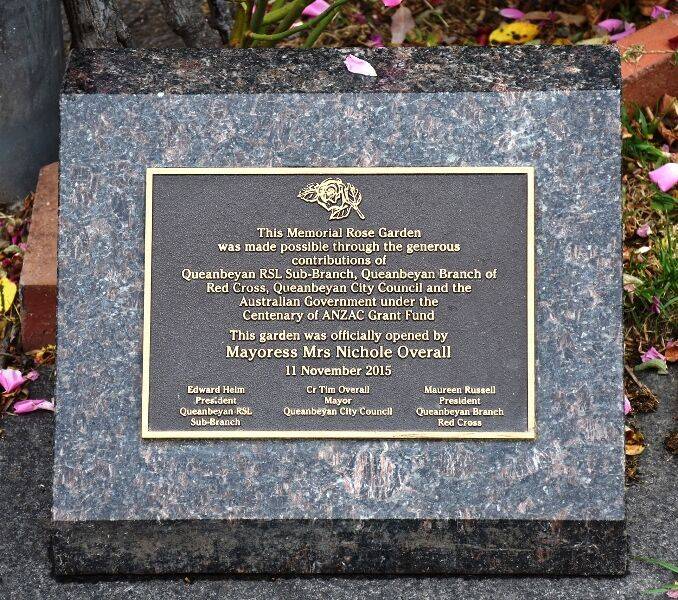 This Memorial Rose Garden
was made possible through the generous
contributions of
Queanbeyan RSL Sub-Branch, Queanbeyan Branch of
Red Cross, Queanbeyan City Council and the
Australian Government under the
Centenary of ANZAC Grant Fund
This garden was officially opened by
Mayoress Mrs Nichole Overall
11 November 2015
Edward Helm
President
Queanbeyan RSL
Sub-Branch
Cr Tim Overall
Mayor
Queanbeyan City Council
Maureen Russell
President
Queanbeyan Branch
Red Cross